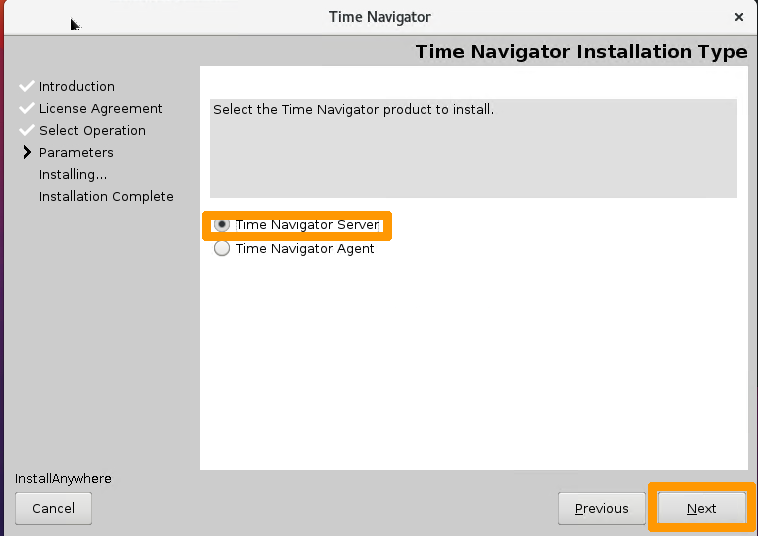 Time Navigator
Time Navigator Installation Type
Introduction
License Agreement
Select Operation
Parameters
Installing...
Installation Complete
Select the Time Navigator product to install.
Time Navigator Server
Time Navigator Agent
InstallAnywhere
Cancel
Previous
Next